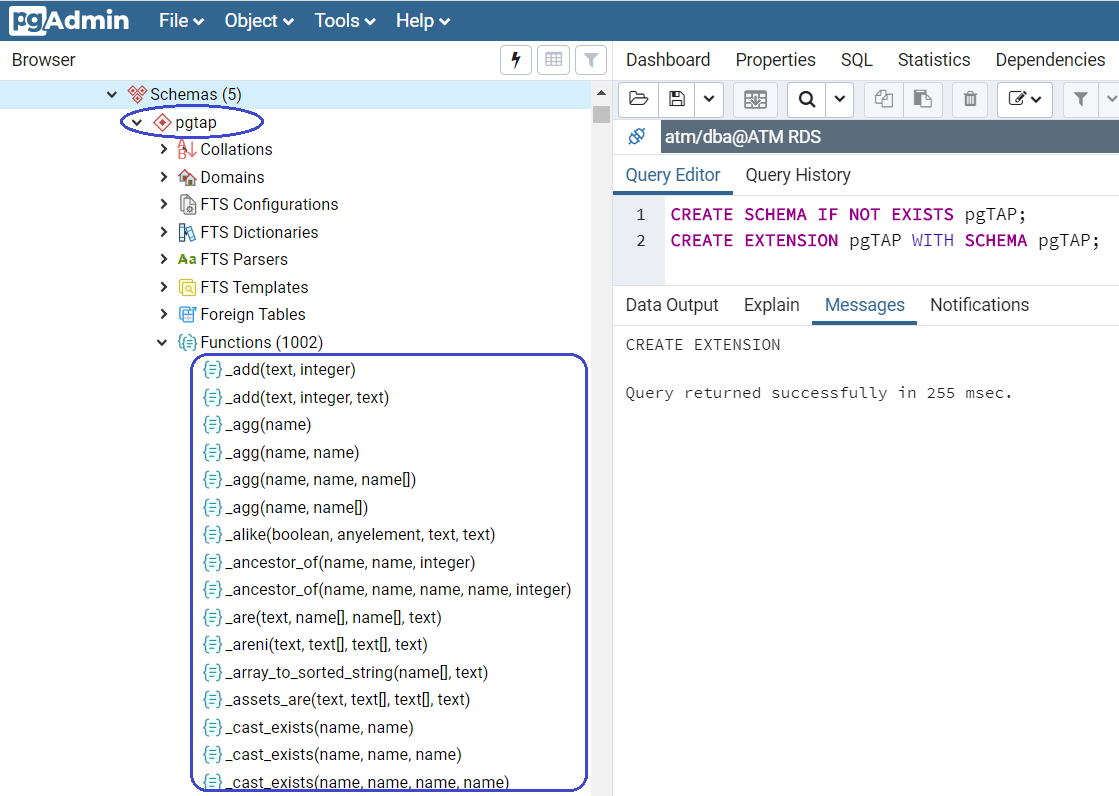 pgAdmin File Object Tools Help
Browser
Schemas (5)
pgtap
Collations
Domains
FTS Configurations
FTS Dictionaries
Aa FTS Parsers
FTS Templates
Foreign Tables
Functions (1002)
_add(text, integer)
_add(text, integer, text)
_agg(name)
_agg(name, name)
_agg(name, name, name[])
_agg(name, name[])
_alike(boolean, anyelement, text, text)
_ancestor_of(name, name, integer)
_ancestor_of(name, name, name, name, integer)
_are(text, name[], name[], text)
_areni(text, text[], text[], text)
_array_to_sorted_string(name[], text)
_assets_are(text, text[], text[], text)
_cast_exists(name, name)
_cast_exists(name, name, name)
_cast_exists(name, name, name, name)
Dashboard Properties SQL Statistics Dependencies
atm/dba@ATM RDS
Query Editor Query History
1 CREATE SCHEMA IF NOT EXISTS pgTAP;
2 CREATE EXTENSION pgTAP WITH SCHEMA pgTAP;
Data Output Explain Messages Notifications
CREATE EXTENSION
Query returned successfully in 255 msec.